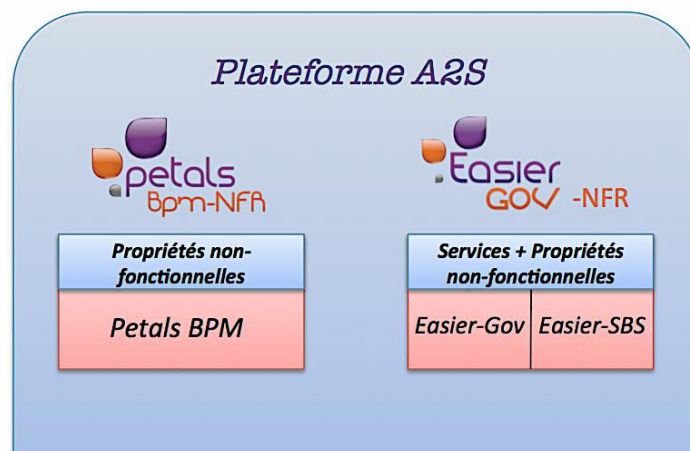 Plateforme A2S
petals
Bpm-NFR
Easier
GOV -NFR
Propriétés non-
fonctionnelles
Petals BPM
Services + Propriétés
non-fonctionnelles
Easier-Gov Easier-SBS